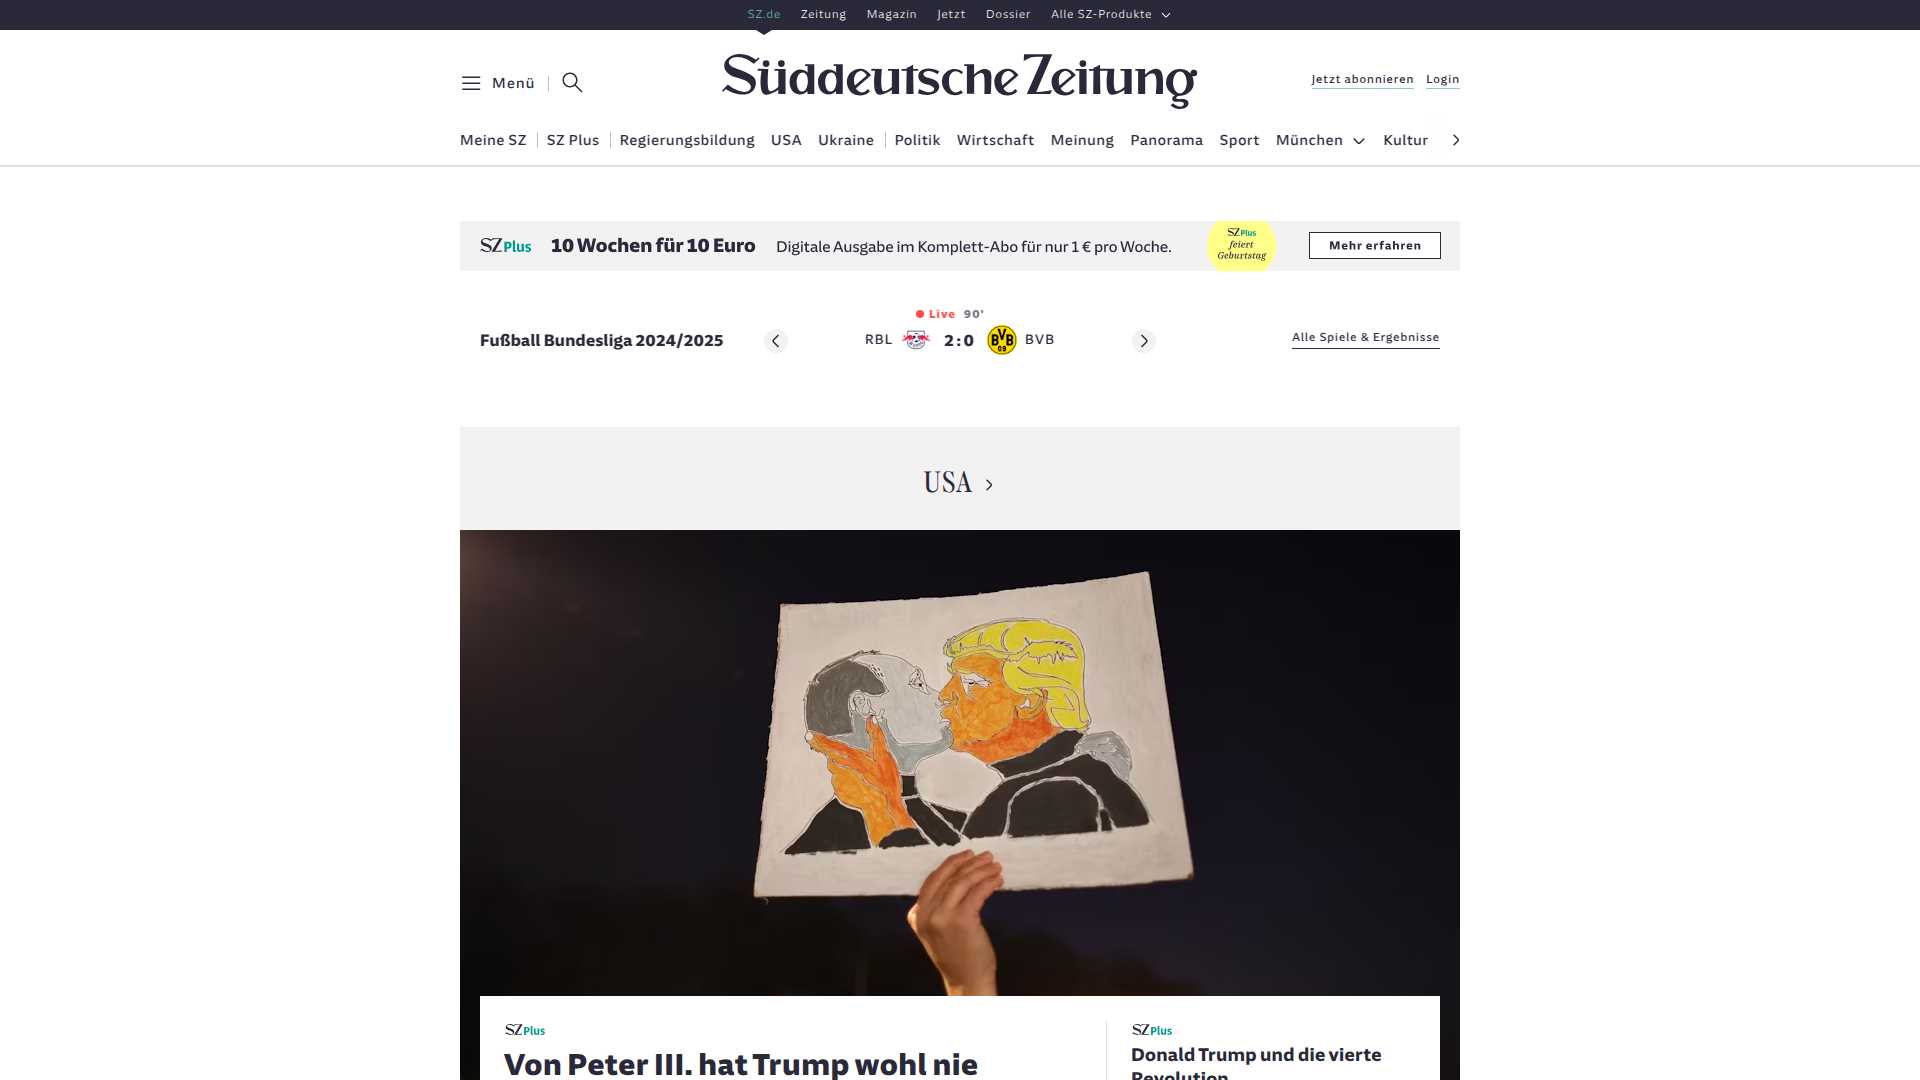 SZ.de Zeitung Magazin Jetzt Dossier Alle SZ-Produkte
Menü
Süddeutsche Zeitung
Jetzt abonnieren Login
Meine SZ SZ Plus Regierungsbildung USA Ukraine Politik Wirtschaft Meinung Panorama Sport München Kultur
SZ Plus 10 Wochen für 10 Euro Digitale Ausgabe im Komplett-Abo für nur 1 € pro Woche.
SZ Plus
feiert
Geburtstag
Mehr erfahren
Live 90'
Fußball Bundesliga 2024/2025
RBL 2:0 BVB 09 BVB
Alle Spiele & Ergebnisse
USA
SZ Plus
Von Peter III. hat Trump wohl nie
SZ Plus
Donald Trump und die vierte
Revolution